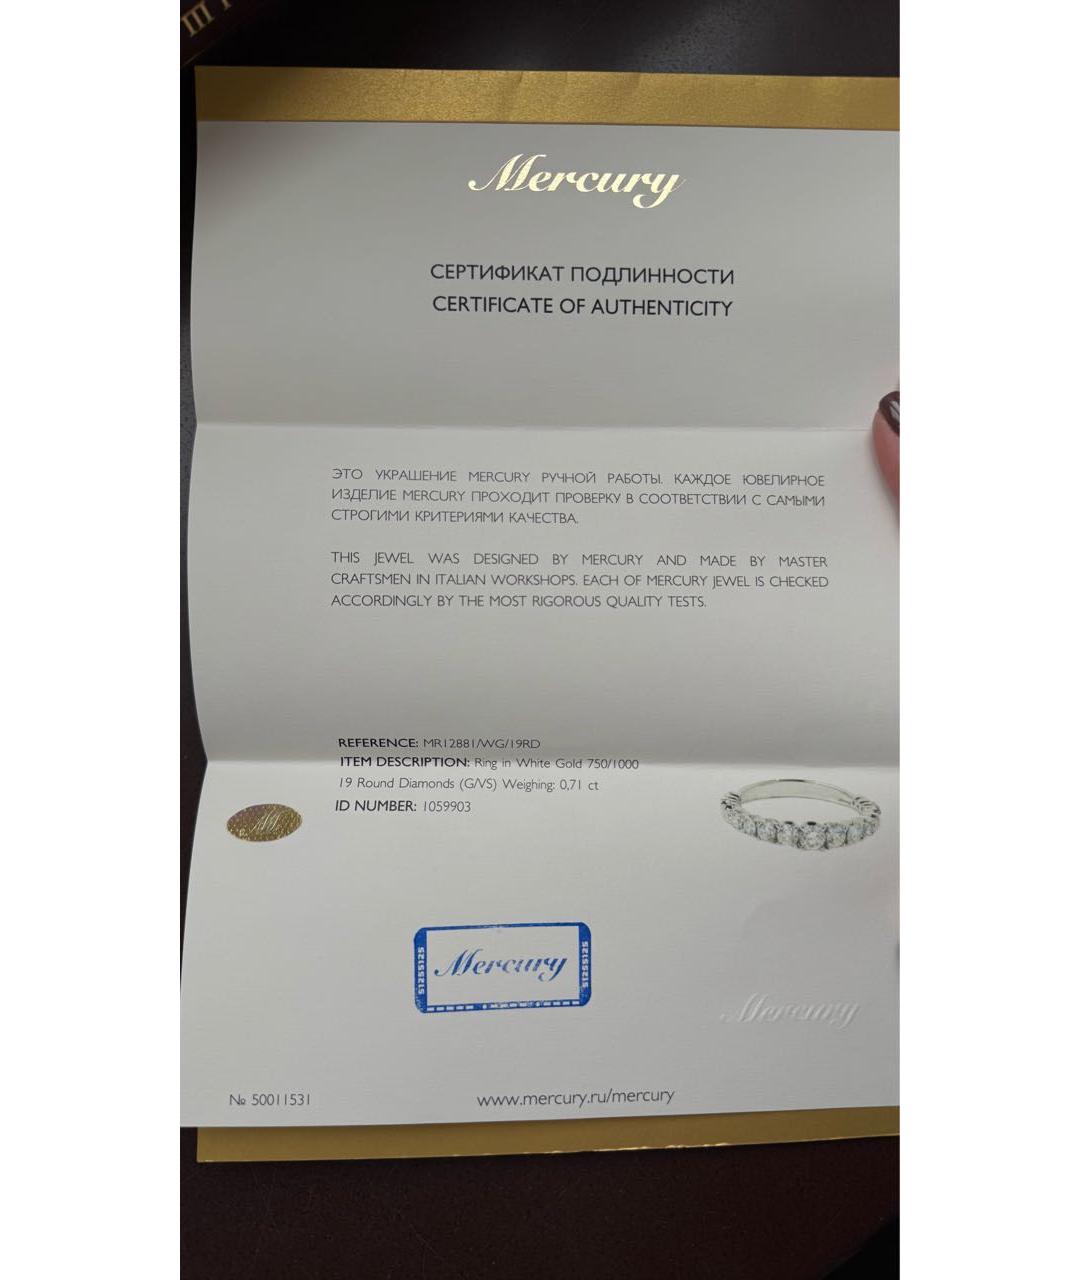 Mercury
СЕРТИФИКАТ ПОДЛИННОСТИ
CERTIFICATE OF AUTHENTICITY
ЭТО УКРАШЕНИЕ MERCURY РУЧНОЙ РАБОТЫ. КАЖДОЕ ЮВЕЛИРНОЕ
ИЗДЕЛИЕ MERCURY ПРОХОДИТ ПРОВЕРКУ В СООТВЕТСТВИИ С САМЫМИ
СТРОГИМИ КРИТЕРИЯМИ КАЧЕСТВА.
THIS JEWEL WAS DESIGNED BY MERCURY AND MADE BY MASTER
CRAFTSMEN IN ITALIAN WORKSHOPS. EACH OF MERCURY JEWEL IS CHECKED
ACCORDINGLY BY THE MOST RIGOROUS QUALITY TESTS.
REFERENCE: MR12881/WG/19RD
ITEM DESCRIPTION: Ring in White Gold 750/1000
19 Round Diamonds (G/VS) Weighing: 0,71 ct
ID NUMBER: 1059903
M
51255125
Mercury
51255125
Mercury
№ 50011531
www.mercury.ru/mercury